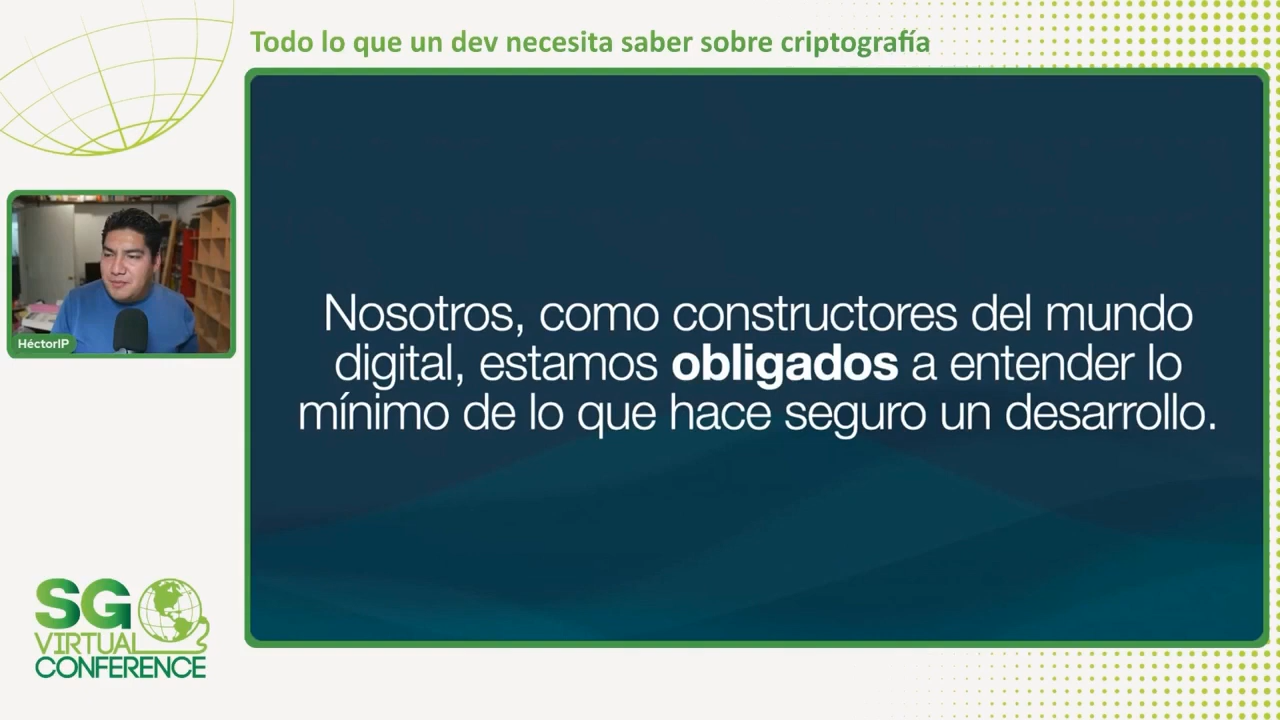 Todo lo que un dev necesita saber sobre criptografía
Nosotros, como constructores del mundo
digital, estamos obligados a entender lo
mínimo de lo que hace seguro un desarrollo.
HéctorIP
SG
VIRTUAL
CONFERENCE